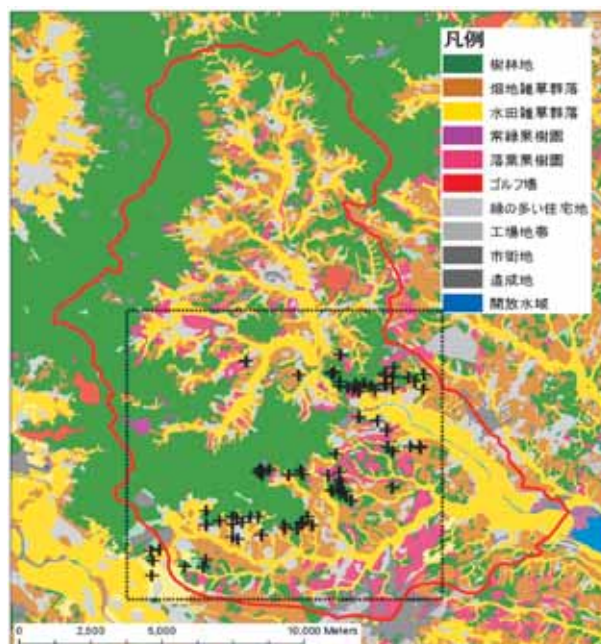 凡例
樹林地
畑地雑草群落
水田雑草群落
常緑果樹園
落葉果樹園
ゴルフ場
緑の多い住宅地
工場地帯
市街地
造成地
開放水域
0 2,500 5,000 10,000 Meters